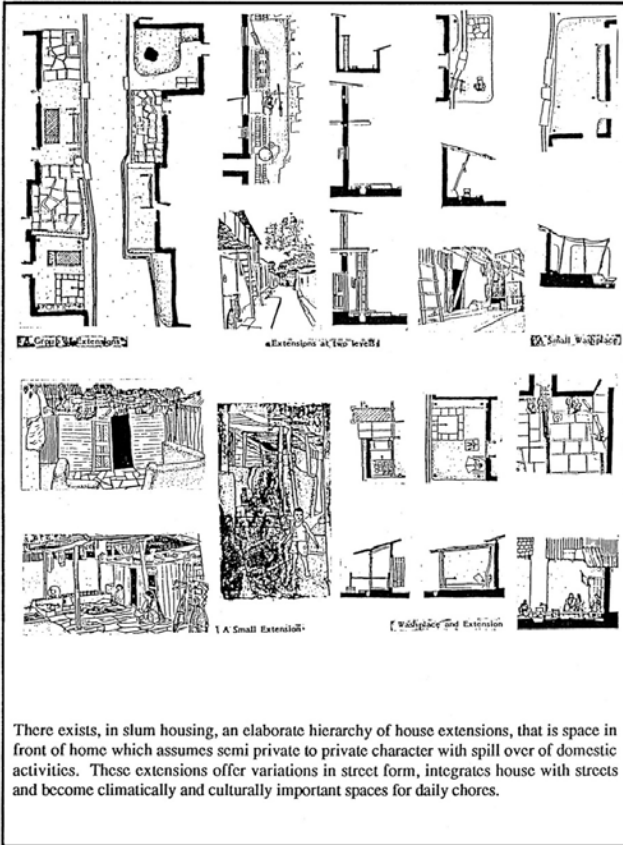 A Group of Extensions
Extensions at two levels
A Small Washplace
A Small Extension
Washplace and Extension
There exists, in slum housing, an elaborate hierarchy of house extensions, that is space in
front of home which assumes semi private to private character with spill over of domestic
activities. These extensions offer variations in street form, integrates house with streets
and become climatically and culturally important spaces for daily chores.